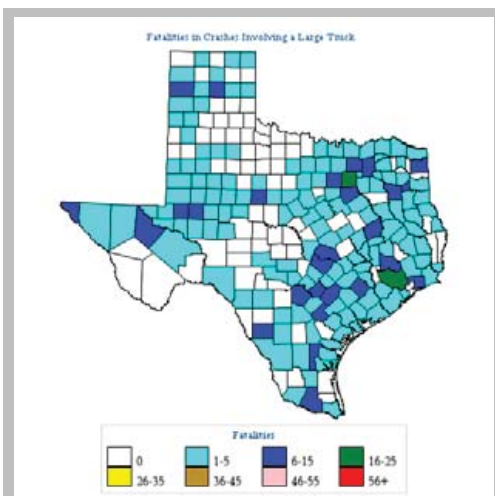 Fatalities in Crashes Involving a Large Truck
Fatalities
0 1-5 6-15 16-25
26-35 36-45 46-55 56+